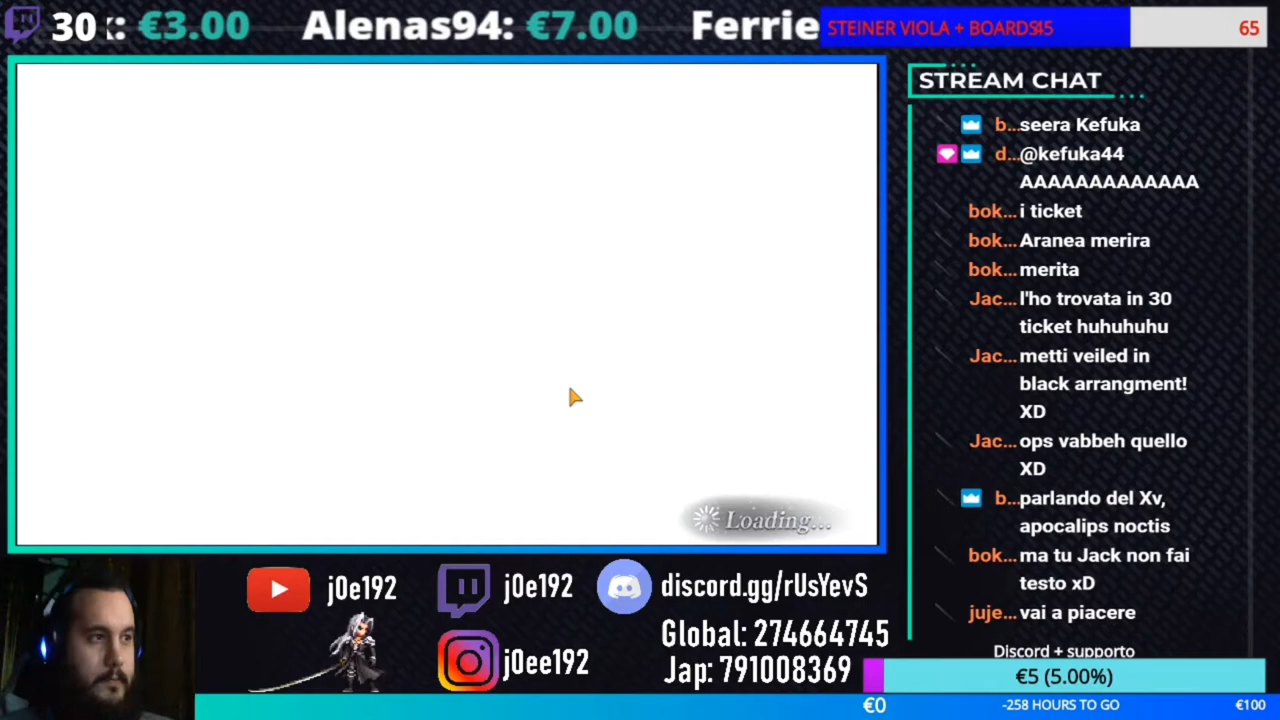 30 k: €3.00 Alenas94: €7.00 Ferrie
STEINER VIOLA + BOARDS 45 65
STREAM CHAT
b... seera Kefuka
d... @kefuka44
AAAAAAAAAAAAA
bok... i ticket
bok... Aranea merira
bok... merita
Jac... l'ho trovata in 30
ticket huhuhuhu
Jac... metti veiled in
black arrangment!
XD
Jac... ops vabbeh quello
XD
b... parlando del Xv,
apocalips noctis
bok... ma tu Jack non fai
testo xD
juje... vai a piacere
Loading...
j0e192 j0e192 discord.gg/rUsYevS
j0ee192
Global: 274664745
Jap: 791008369
Discord + supporto
€5 (5.00%)
€0 -258 HOURS TO GO €100